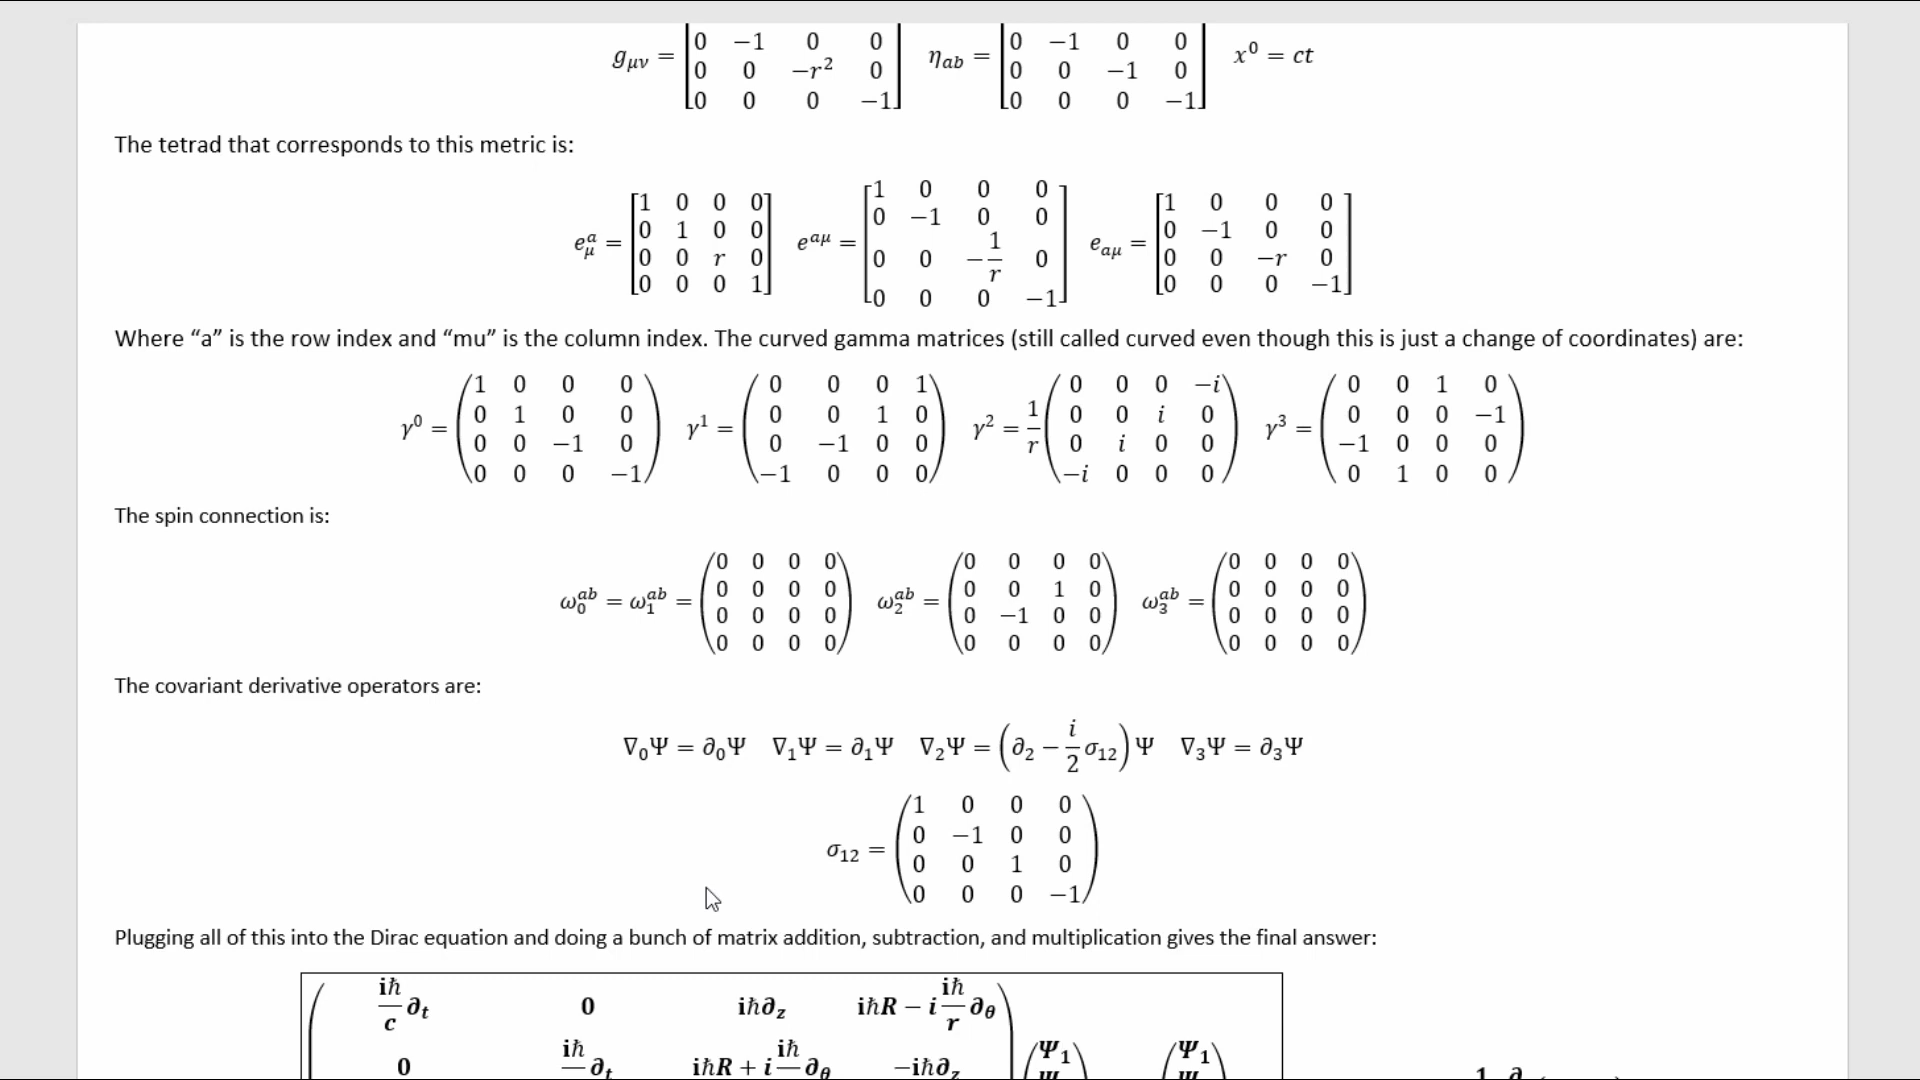 g_{μν} = [0 −1 0 0; 0 0 −r² 0; 0 0 0 −1] η_{ab} = [0 −1 0 0; 0 0 −1 0; 0 0 0 −1] x⁰ = ct
The tetrad that corresponds to this metric is:
e^a_μ = [1 0 0 0; 0 1 0 0; 0 0 r 0; 0 0 0 1] e^{aμ} = [1 0 0 0; 0 −1 0 0; 0 0 −1/r 0; 0 0 0 −1] e_{aμ} = [1 0 0 0; 0 −1 0 0; 0 0 −r 0; 0 0 0 −1]
Where “a” is the row index and “mu” is the column index. The curved gamma matrices (still called curved even though this is just a change of coordinates) are:
γ⁰ = (1 0 0 0; 0 1 0 0; 0 0 −1 0; 0 0 0 −1) γ¹ = (0 0 0 1; 0 0 1 0; 0 −1 0 0; −1 0 0 0) γ² = 1/r (0 0 0 −i; 0 0 i 0; 0 i 0 0; −i 0 0 0) γ³ = (0 0 1 0; 0 0 0 −1; −1 0 0 0; 0 1 0 0)
The spin connection is:
ω₀^{ab} = ω₁^{ab} = (0 0 0 0; 0 0 0 0; 0 0 0 0; 0 0 0 0) ω₂^{ab} = (0 0 0 0; 0 0 1 0; 0 −1 0 0; 0 0 0 0) ω₃^{ab} = (0 0 0 0; 0 0 0 0; 0 0 0 0; 0 0 0 0)
The covariant derivative operators are:
∇₀Ψ = ∂₀Ψ ∇₁Ψ = ∂₁Ψ ∇₂Ψ = (∂₂ − i/2 σ₁₂) Ψ ∇₃Ψ = ∂₃Ψ
σ₁₂ = (1 0 0 0; 0 −1 0 0; 0 0 1 0; 0 0 0 −1)
Plugging all of this into the Dirac equation and doing a bunch of matrix addition, subtraction, and multiplication gives the final answer:
iħ/c ∂_t 0 iħ∂_z iħR − i iħ/r ∂_θ
0 iħ ∂_t iħR + i iħ ∂_θ −iħ∂_z Ψ₁ Ψ₁
1 ∂